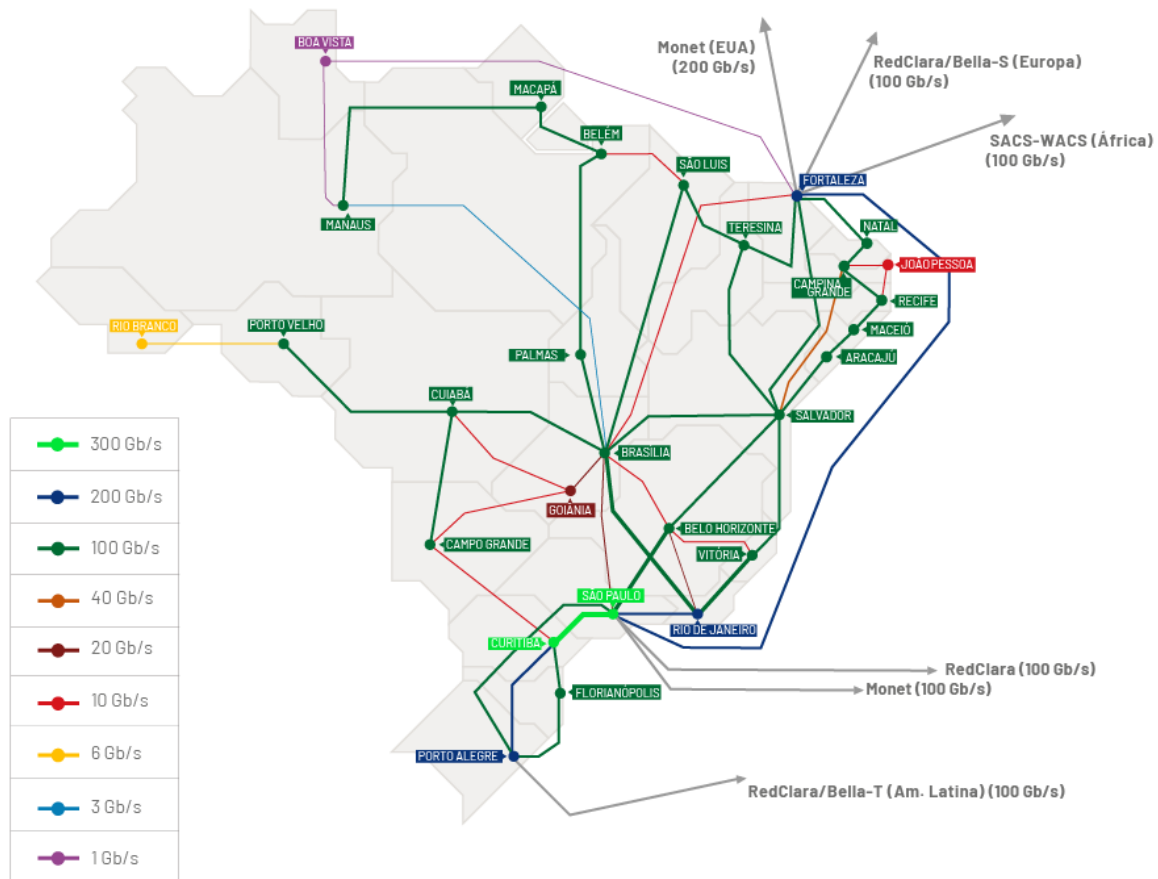 Monet (EUA)
(200 Gb/s)
RedClara/Bella-S (Europa)
(100 Gb/s)
SACS-WACS (África)
(100 Gb/s)
BOA VISTA
MACAPÁ
BELÉM
SÃO LUIS
FORTALEZA
MANAUS
TERESINA
NATAL
CAMPINA
GRANDE
JOÃO PESSOA
RECIFE
MACEIÓ
ARACAJÚ
RIO BRANCO
PORTO VELHO
PALMAS
CUIABÁ
SALVADOR
BRASILIA
GOIÂNIA
BELO HORIZONTE
CAMPO GRANDE
VITÓRIA
SÃO PAULO
RIO DE JANEIRO
CURITIBA
FLORIANÓPOLIS
PORTO ALEGRE
RedClara (100 Gb/s)
Monet (100 Gb/s)
RedClara/Bella-T (Am. Latina) (100 Gb/s)
300 Gb/s
200 Gb/s
100 Gb/s
40 Gb/s
20 Gb/s
10 Gb/s
6 Gb/s
3 Gb/s
1 Gb/s